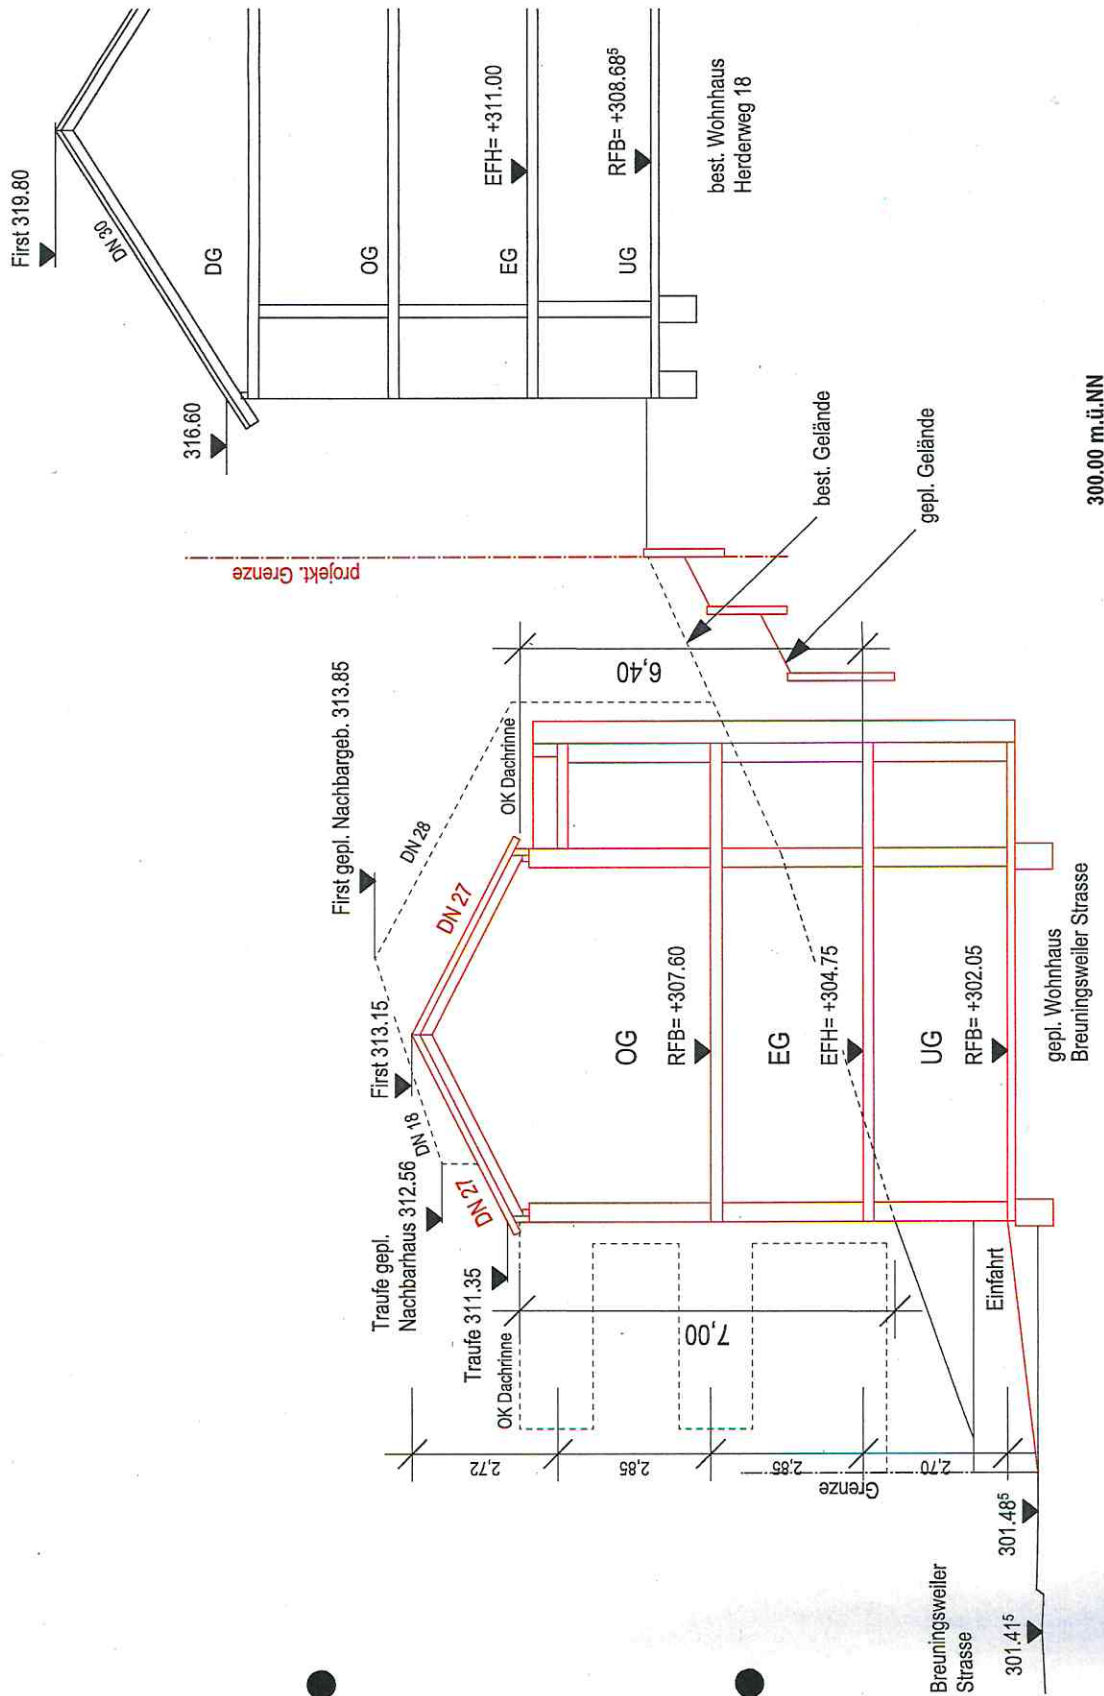 First 319.80
DN 30
316.60
DG
OG
EG
EFH= +311.00
UG
RFB= +308.68⁵
best. Wohnhaus
Herderweg 18
projekt. Grenze
best. Gelände
gepl. Gelände
First gepl. Nachbargeb. 313.85
DN 28
First 313.15
DN 18
DN 27
DN 27
Traufe gepl.
Nachbarhaus 312.56
Traufe 311.35
OK Dachrinne
OK Dachrinne
6,40
7,00
OG
RFB= +307.60
EG
EFH= +304.75
UG
RFB= +302.05
gepl. Wohnhaus
Breuningsweiler Strasse
Einfahrt
2,72
2,85
2,85
2,70
Grenze
Breuningsweiler
Strasse
301.41⁵
301.48⁵
300.00 m.ü.NN